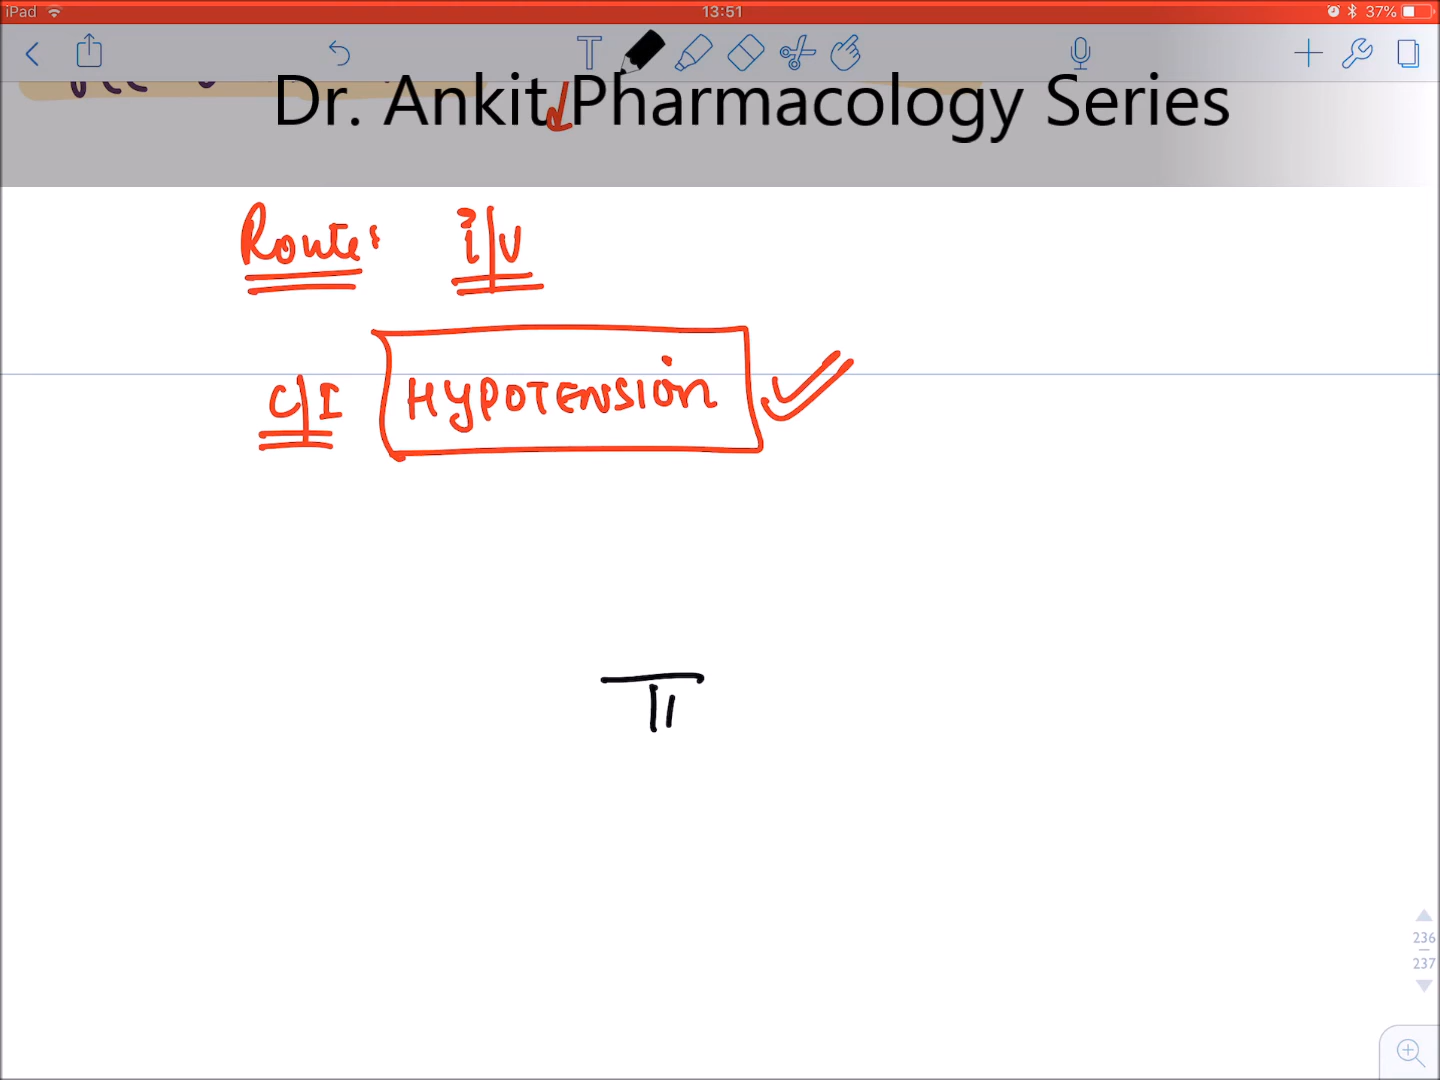 iPad 13:51 37%
T
Dr. Ankit Pharmacology Series
Route: i|v
C|I HYPOTENSION
236
237